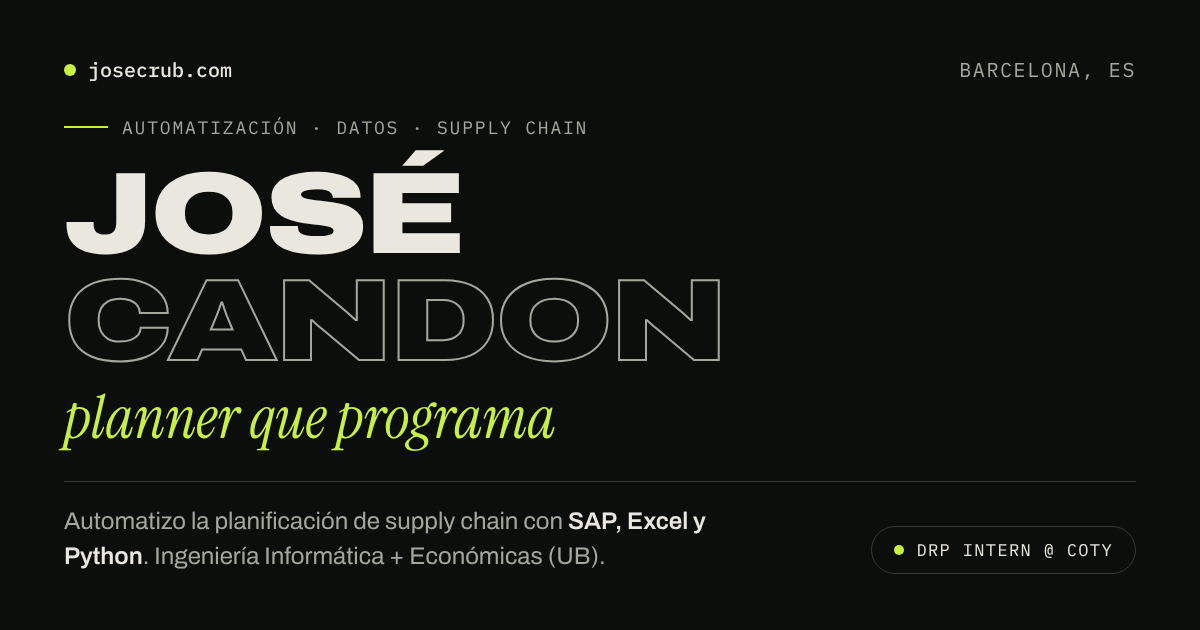 josecrub.com
BARCELONA, ES
AUTOMATIZACIÓN · DATOS · SUPPLY CHAIN
JOSÉ
CANDON
planner que programa
Automatizo la planificación de supply chain con SAP, Excel y
Python. Ingeniería Informática + Económicas (UB).
DRP INTERN @ COTY